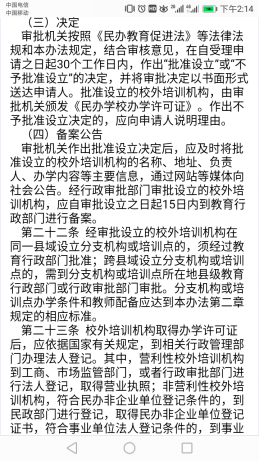 中国电信
中国移动
下午2:14
（三）决定
审批机关按照《民办教育促进法》等法律法
规和本办法规定，结合审核意见，在自受理申
请之日起30个工作日内，作出“批准设立”或“不
予批准设立”的决定，并将审批决定以书面形式
送达申请人。批准设立的校外培训机构，由审
批机关颁发《民办学校办学许可证》。作出不
予批准设立决定的，应向申请人说明理由。
（四）备案公告
审批机关作出批准设立决定后，应及时将批
准设立的校外培训机构的名称、地址、负责
人、办学内容等主要信息，通过网站等媒体向
社会公告。经行政审批部门审批设立的校外培
训机构，应自审批设立之日起15日内到教育行
政部门进行备案。
第二十二条 经审批设立的校外培训机构在
同一县域设立分支机构或培训点的，须经过教
育行政部门批准；跨县域设立分支机构或培训
点的，需到分支机构或培训点所在地县级教育
行政部门或行政审批部门审批。分支机构或培
训点办学条件和教师配备应达到本办法第二章
规定的相应标准。
第二十三条 校外培训机构取得办学许可证
后，应依据国家有关规定，到相关行政管理部
门办理法人登记。其中，营利性校外培训机构
到工商、市场监管部门，或者行政审批部门进
行法人登记，取得营业执照；非营利性校外培
训机构，符合民办非企业单位登记条件的，到
民政部门进行登记，取得民办非企业单位登记
证书，符合事业单位法人登记条件的，到事业